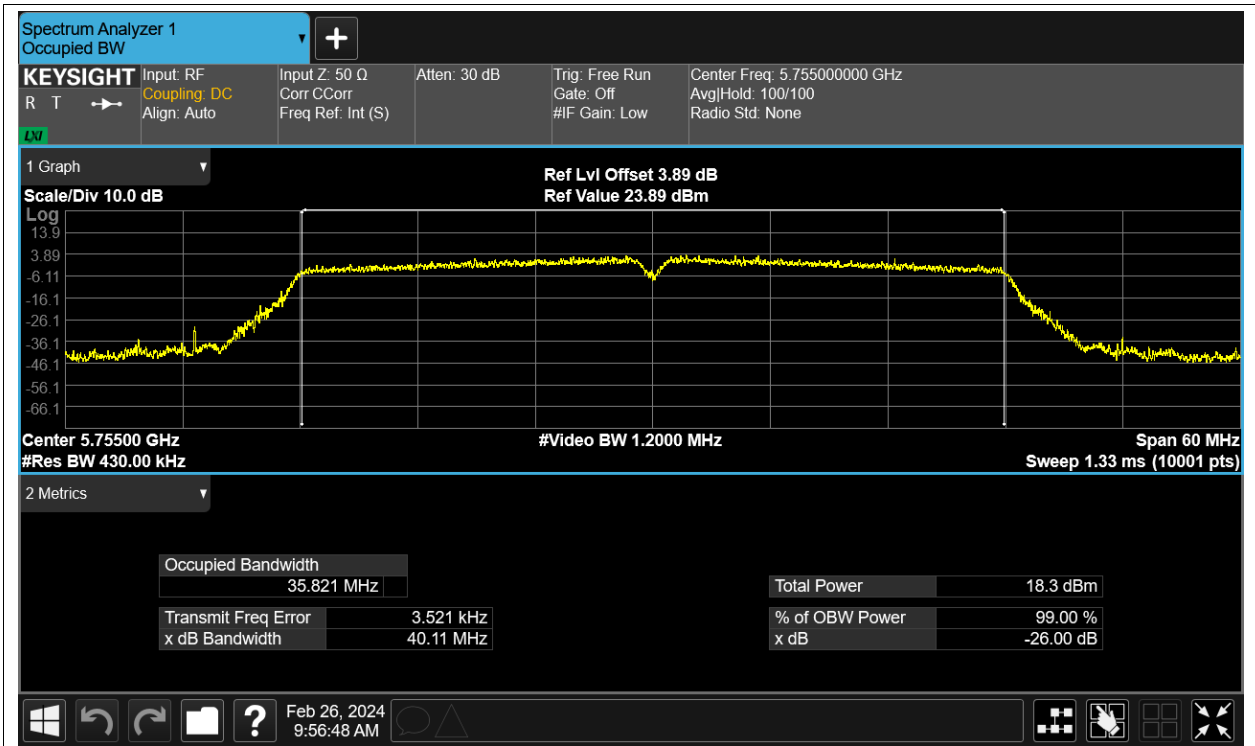 Spectrum Analyzer 1
Occupied BW
KEYSIGHT
R T
LXI
Input: RF
Coupling: DC
Align: Auto
Input Z: 50 Ω
Corr CCorr
Freq Ref: Int (S)
Atten: 30 dB
Trig: Free Run
Gate: Off
#IF Gain: Low
Center Freq: 5.755000000 GHz
Avg|Hold: 100/100
Radio Std: None
1 Graph
Scale/Div 10.0 dB
Ref Lvl Offset 3.89 dB
Ref Value 23.89 dBm
Log
13.9
3.89
-6.11
-16.1
-26.1
-36.1
-46.1
-56.1
-66.1
Center 5.75500 GHz
#Video BW 1.2000 MHz
Span 60 MHz
#Res BW 430.00 kHz
Sweep 1.33 ms (10001 pts)
2 Metrics
Occupied Bandwidth
35.821 MHz
Total Power 18.3 dBm
Transmit Freq Error 3.521 kHz
% of OBW Power 99.00 %
x dB Bandwidth 40.11 MHz
x dB -26.00 dB
?
Feb 26, 2024
9:56:48 AM